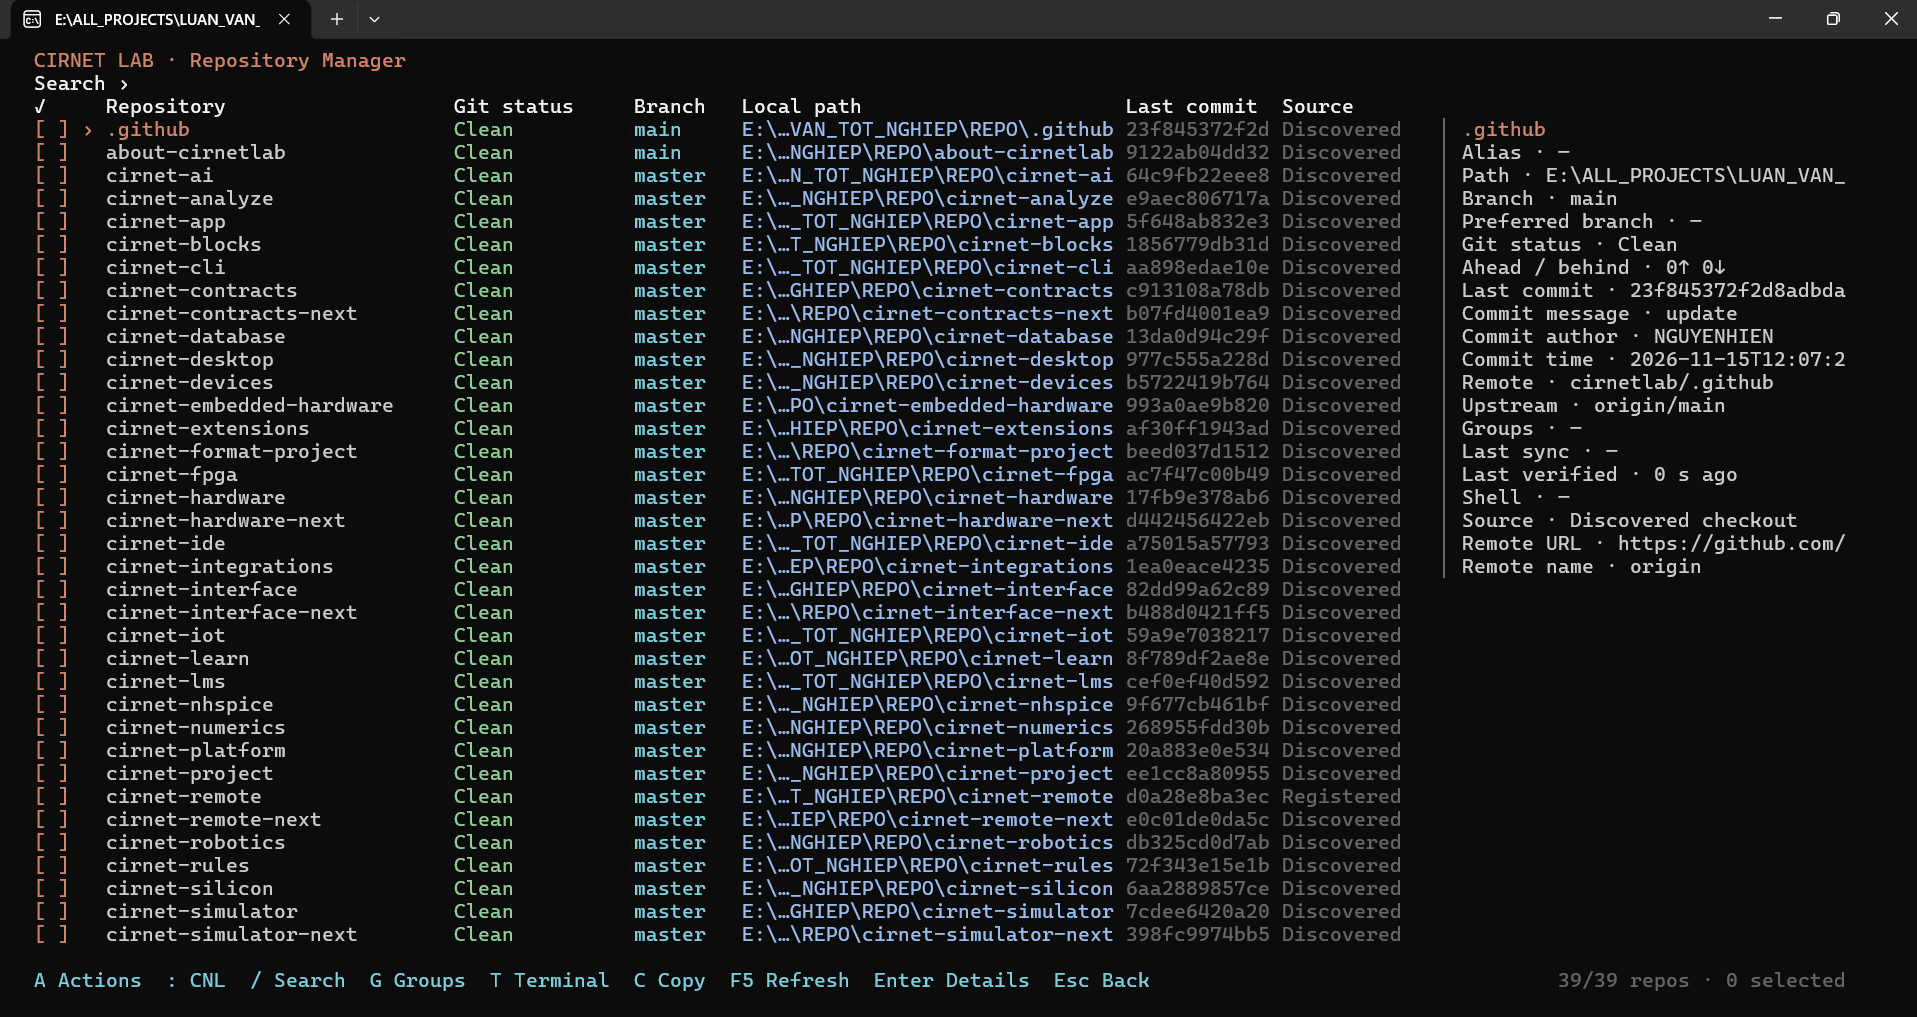 E:\ALL_PROJECTS\LUAN_VAN_
CIRNET LAB · Repository Manager
Search ›
√ Repository Git status Branch Local path Last commit Source
[ ] › .github Clean main E:\…VAN_TOT_NGHIEP\REPO\.github 23f845372f2d Discovered │ .github
[ ] about-cirnetlab Clean main E:\…NGHIEP\REPO\about-cirnetlab 9122ab04dd32 Discovered │ Alias · —
[ ] cirnet-ai Clean master E:\…N_TOT_NGHIEP\REPO\cirnet-ai 64c9fb22eee8 Discovered │ Path · E:\ALL_PROJECTS\LUAN_VAN_
[ ] cirnet-analyze Clean master E:\…_NGHIEP\REPO\cirnet-analyze e9aec806717a Discovered │ Branch · main
[ ] cirnet-app Clean master E:\…_TOT_NGHIEP\REPO\cirnet-app 5f648ab832e3 Discovered │ Preferred branch · —
[ ] cirnet-blocks Clean master E:\…T_NGHIEP\REPO\cirnet-blocks 1856779db31d Discovered │ Git status · Clean
[ ] cirnet-cli Clean master E:\…_TOT_NGHIEP\REPO\cirnet-cli aa898edae10e Discovered │ Ahead / behind · 0↑ 0↓
[ ] cirnet-contracts Clean master E:\…GHIEP\REPO\cirnet-contracts c913108a78db Discovered │ Last commit · 23f845372f2d8adbda
[ ] cirnet-contracts-next Clean master E:\…\REPO\cirnet-contracts-next b07fd4001ea9 Discovered │ Commit message · update
[ ] cirnet-database Clean master E:\…NGHIEP\REPO\cirnet-database 13da0d94c29f Discovered │ Commit author · NGUYENHIEN
[ ] cirnet-desktop Clean master E:\…_NGHIEP\REPO\cirnet-desktop 977c555a228d Discovered │ Commit time · 2026-11-15T12:07:2
[ ] cirnet-devices Clean master E:\…_NGHIEP\REPO\cirnet-devices b5722419b764 Discovered │ Remote · cirnetlab/.github
[ ] cirnet-embedded-hardware Clean master E:\…PO\cirnet-embedded-hardware 993a0ae9b820 Discovered │ Upstream · origin/main
[ ] cirnet-extensions Clean master E:\…HIEP\REPO\cirnet-extensions af30ff1943ad Discovered │ Groups · —
[ ] cirnet-format-project Clean master E:\…\REPO\cirnet-format-project beed037d1512 Discovered │ Last sync · —
[ ] cirnet-fpga Clean master E:\…TOT_NGHIEP\REPO\cirnet-fpga ac7f47c00b49 Discovered │ Last verified · 0 s ago
[ ] cirnet-hardware Clean master E:\…NGHIEP\REPO\cirnet-hardware 17fb9e378ab6 Discovered │ Shell · —
[ ] cirnet-hardware-next Clean master E:\…P\REPO\cirnet-hardware-next d442456422eb Discovered │ Source · Discovered checkout
[ ] cirnet-ide Clean master E:\…_TOT_NGHIEP\REPO\cirnet-ide a75015a57793 Discovered │ Remote URL · https://github.com/
[ ] cirnet-integrations Clean master E:\…EP\REPO\cirnet-integrations 1ea0eace4235 Discovered │ Remote name · origin
[ ] cirnet-interface Clean master E:\…GHIEP\REPO\cirnet-interface 82dd99a62c89 Discovered
[ ] cirnet-interface-next Clean master E:\…\REPO\cirnet-interface-next b488d0421ff5 Discovered
[ ] cirnet-iot Clean master E:\…_TOT_NGHIEP\REPO\cirnet-iot 59a9e7038217 Discovered
[ ] cirnet-learn Clean master E:\…OT_NGHIEP\REPO\cirnet-learn 8f789df2ae8e Discovered
[ ] cirnet-lms Clean master E:\…_TOT_NGHIEP\REPO\cirnet-lms cef0ef40d592 Discovered
[ ] cirnet-nhspice Clean master E:\…_NGHIEP\REPO\cirnet-nhspice 9f677cb461bf Discovered
[ ] cirnet-numerics Clean master E:\…NGHIEP\REPO\cirnet-numerics 268955fdd30b Discovered
[ ] cirnet-platform Clean master E:\…NGHIEP\REPO\cirnet-platform 20a883e0e534 Discovered
[ ] cirnet-project Clean master E:\…_NGHIEP\REPO\cirnet-project ee1cc8a80955 Discovered
[ ] cirnet-remote Clean master E:\…T_NGHIEP\REPO\cirnet-remote d0a28e8ba3ec Registered
[ ] cirnet-remote-next Clean master E:\…IEP\REPO\cirnet-remote-next e0c01de0da5c Discovered
[ ] cirnet-robotics Clean master E:\…NGHIEP\REPO\cirnet-robotics db325cd0d7ab Discovered
[ ] cirnet-rules Clean master E:\…OT_NGHIEP\REPO\cirnet-rules 72f343e15e1b Discovered
[ ] cirnet-silicon Clean master E:\…_NGHIEP\REPO\cirnet-silicon 6aa2889857ce Discovered
[ ] cirnet-simulator Clean master E:\…GHIEP\REPO\cirnet-simulator 7cdee6420a20 Discovered
[ ] cirnet-simulator-next Clean master E:\…\REPO\cirnet-simulator-next 398fc9974bb5 Discovered
A Actions : CNL / Search G Groups T Terminal C Copy F5 Refresh Enter Details Esc Back 39/39 repos · 0 selected